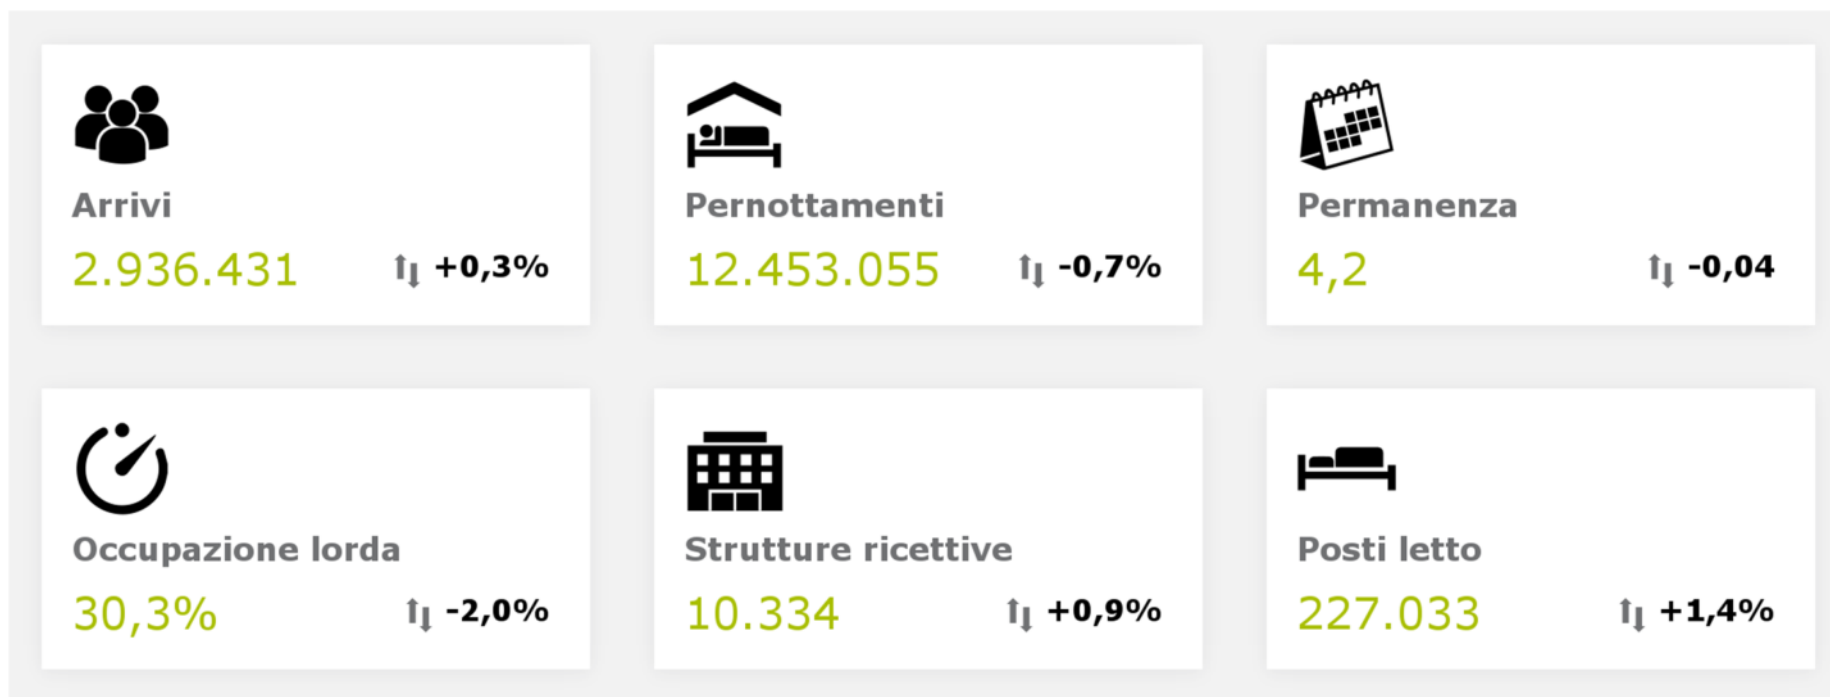 Arrivi
2.936.431 +0,3%
Pernottamenti
12.453.055 -0,7%
Permanenza
4,2 -0,04
Occupazione lorda
30,3% -2,0%
Strutture ricettive
10.334 +0,9%
Posti letto
227.033 +1,4%